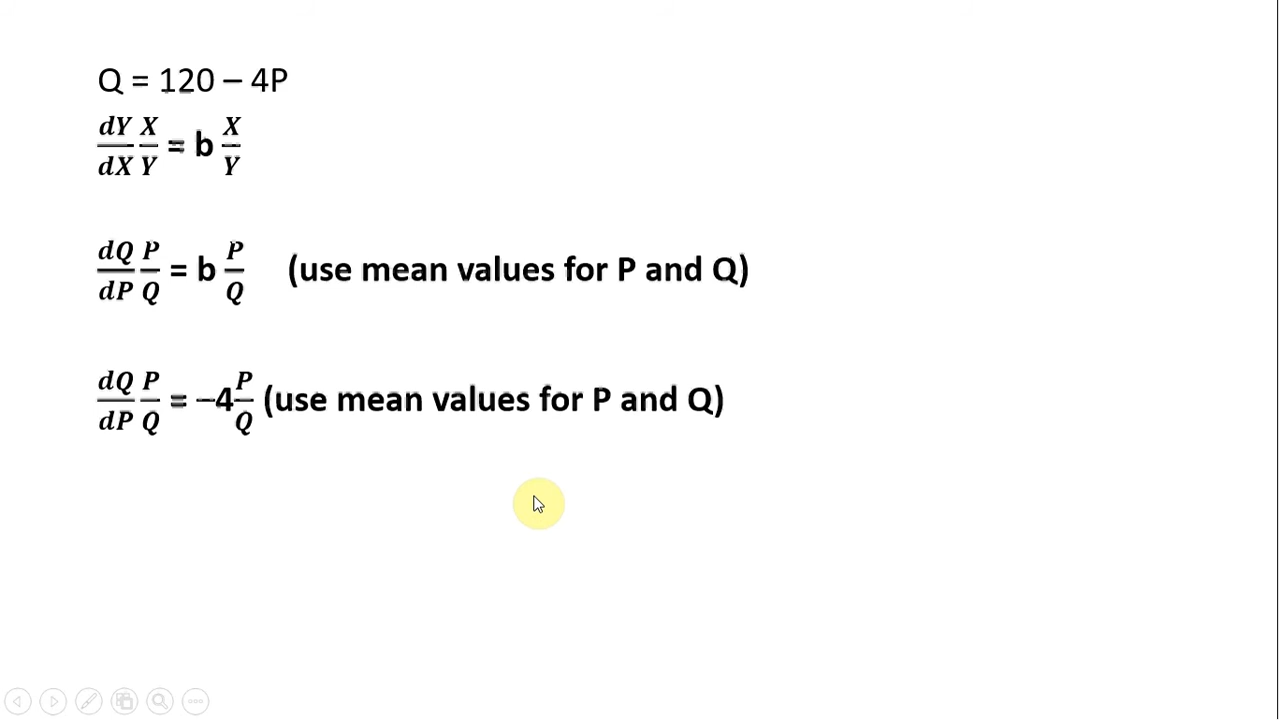 Q = 120 – 4P
dY/dX X/Y = b X/Y
dQ/dP P/Q = b P/Q (use mean values for P and Q)
dQ/dP P/Q = −4 P/Q (use mean values for P and Q)